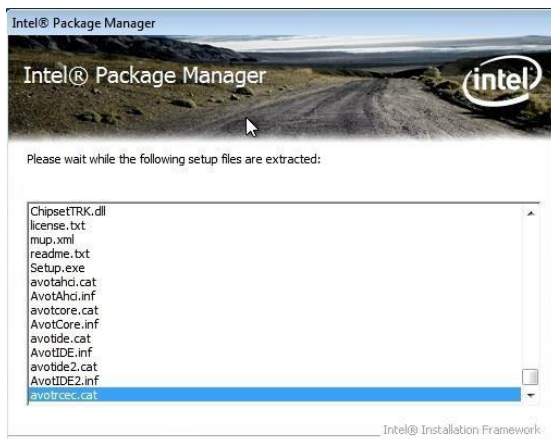 Intel® Package Manager
Intel® Package Manager
intel
Please wait while the following setup files are extracted:
ChipsetTRK.dll
license.txt
mup.xml
readme.txt
Setup.exe
avotahci.cat
AvotAhci.inf
avotcore.cat
AvotCore.inf
avotide.cat
AvotIDE.inf
avotide2.cat
AvotIDE2.inf
avotrcec.cat
Intel® Installation Framework